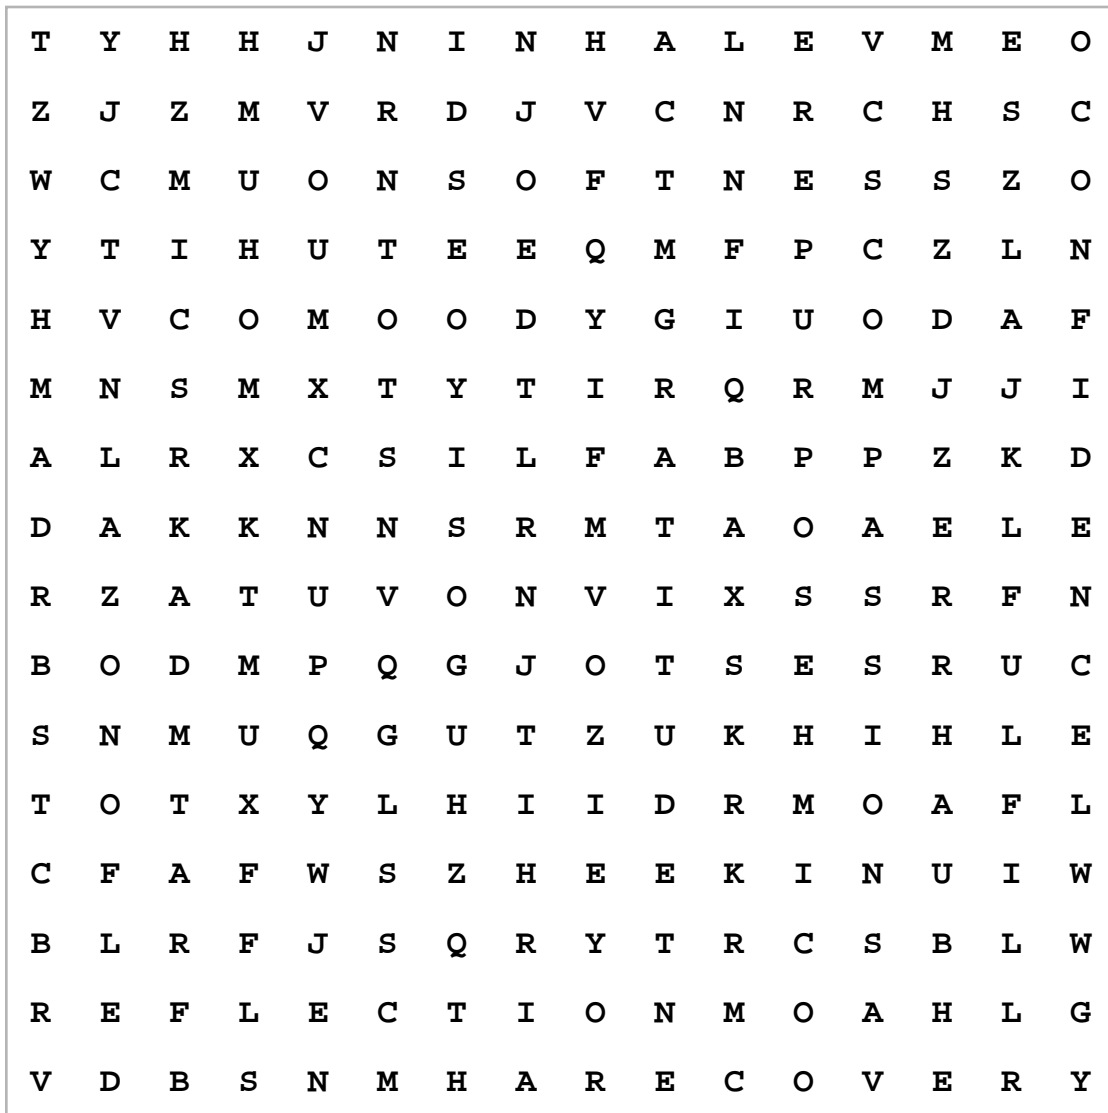 T Y H H J N I N H A L E V M E O
Z J Z M V R D J V C N R C H S C
W C M U O N S O F T N E S S Z O
Y T I H U T E E Q M F P C Z L N
H V C O M O O D Y G I U O D A F
M N S M X T Y T I R Q R M J J I
A L R X C S I L F A B P P Z K D
D A K K N N S R M T A O A E L E
R Z A T U V O N V I X S S R F N
B O D M P Q G J O T S E S R U C
S N M U Q G U T Z U K H I H L E
T O T X Y L H I I D R M O A F L
C F A F W S Z H E E K I N U I W
B L R F J S Q R Y T R C S B L W
R E F L E C T I O N M O A H L G
V D B S N M H A R E C O V E R Y